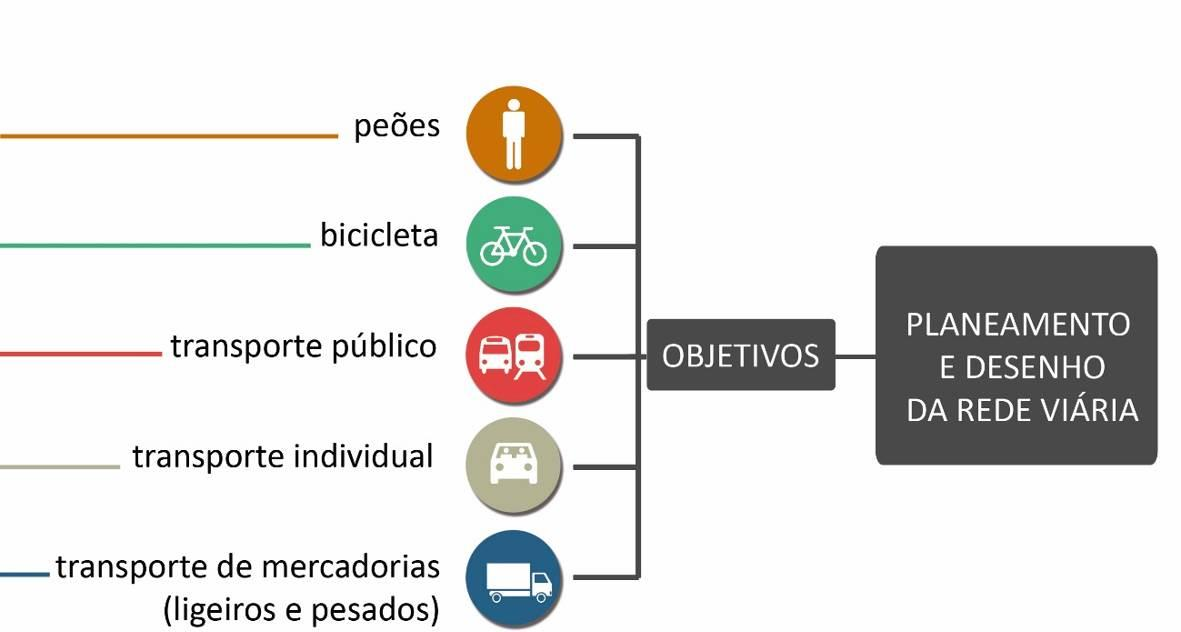 peões
bicicleta
transporte público
transporte individual
transporte de mercadorias
(ligeiros e pesados)
OBJETIVOS
PLANEAMENTO
E DESENHO
DA REDE VIÁRIA